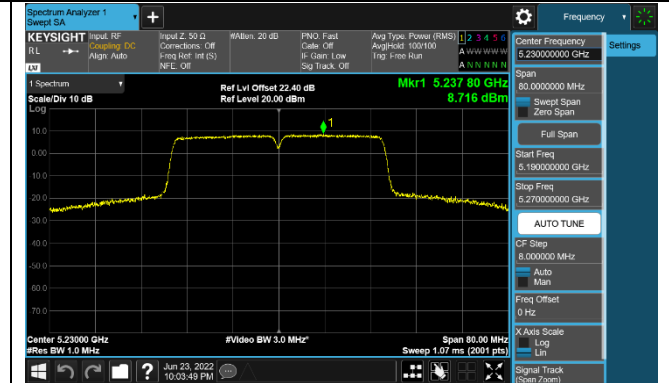 Spectrum Analyzer 1
Swept SA
+
Frequency
KEYSIGHT
RL
LXI
Input: RF
Coupling: DC
Align: Auto
Input Z: 50 Ω
Corrections: Off
Freq Ref: Int (S)
NFE: Off
#Atten: 20 dB
PNO: Fast
Gate: Off
IF Gain: Low
Sig Track: Off
Avg Type: Power (RMS)
Avg|Hold: 100/100
Trig: Free Run
1 2 3 4 5 6
A W W W W W
A N N N N N
1 Spectrum
Scale/Div 10 dB
Log
Ref Lvl Offset 22.40 dB
Ref Level 20.00 dBm
Mkr1 5.237 80 GHz
8.716 dBm
1
10.0
0.00
10.0
20.0
30.0
40.0
-50.0
60.0
70.0
Center 5.23000 GHz
#Res BW 1.0 MHz
#Video BW 3.0 MHz*
Span 80.00 MHz
Sweep 1.07 ms (2001 pts)
?
Jun 23, 2022
10:03:49 PM
Center Frequency
5.230000000 GHz
Settings
Span
80.0000000 MHz
Swept Span
Zero Span
Full Span
Start Freq
5.190000000 GHz
Stop Freq
5.270000000 GHz
AUTO TUNE
CF Step
8.000000 MHz
Auto
Man
Freq Offset
0 Hz
X Axis Scale
Log
Lin
Signal Track
(Span Zoom)